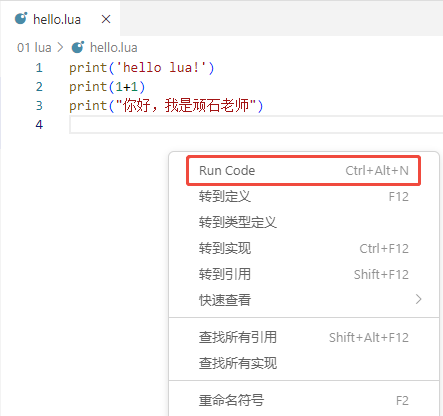 hello.lua
01 lua > hello.lua
1 print('hello lua!')
2 print(1+1)
3 print("你好，我是顽石老师")
4
Run Code Ctrl+Alt+N
转到定义 F12
转到类型定义
转到实现 Ctrl+F12
转到引用 Shift+F12
快速查看
查找所有引用 Shift+Alt+F12
查找所有实现
重命名符号 F2